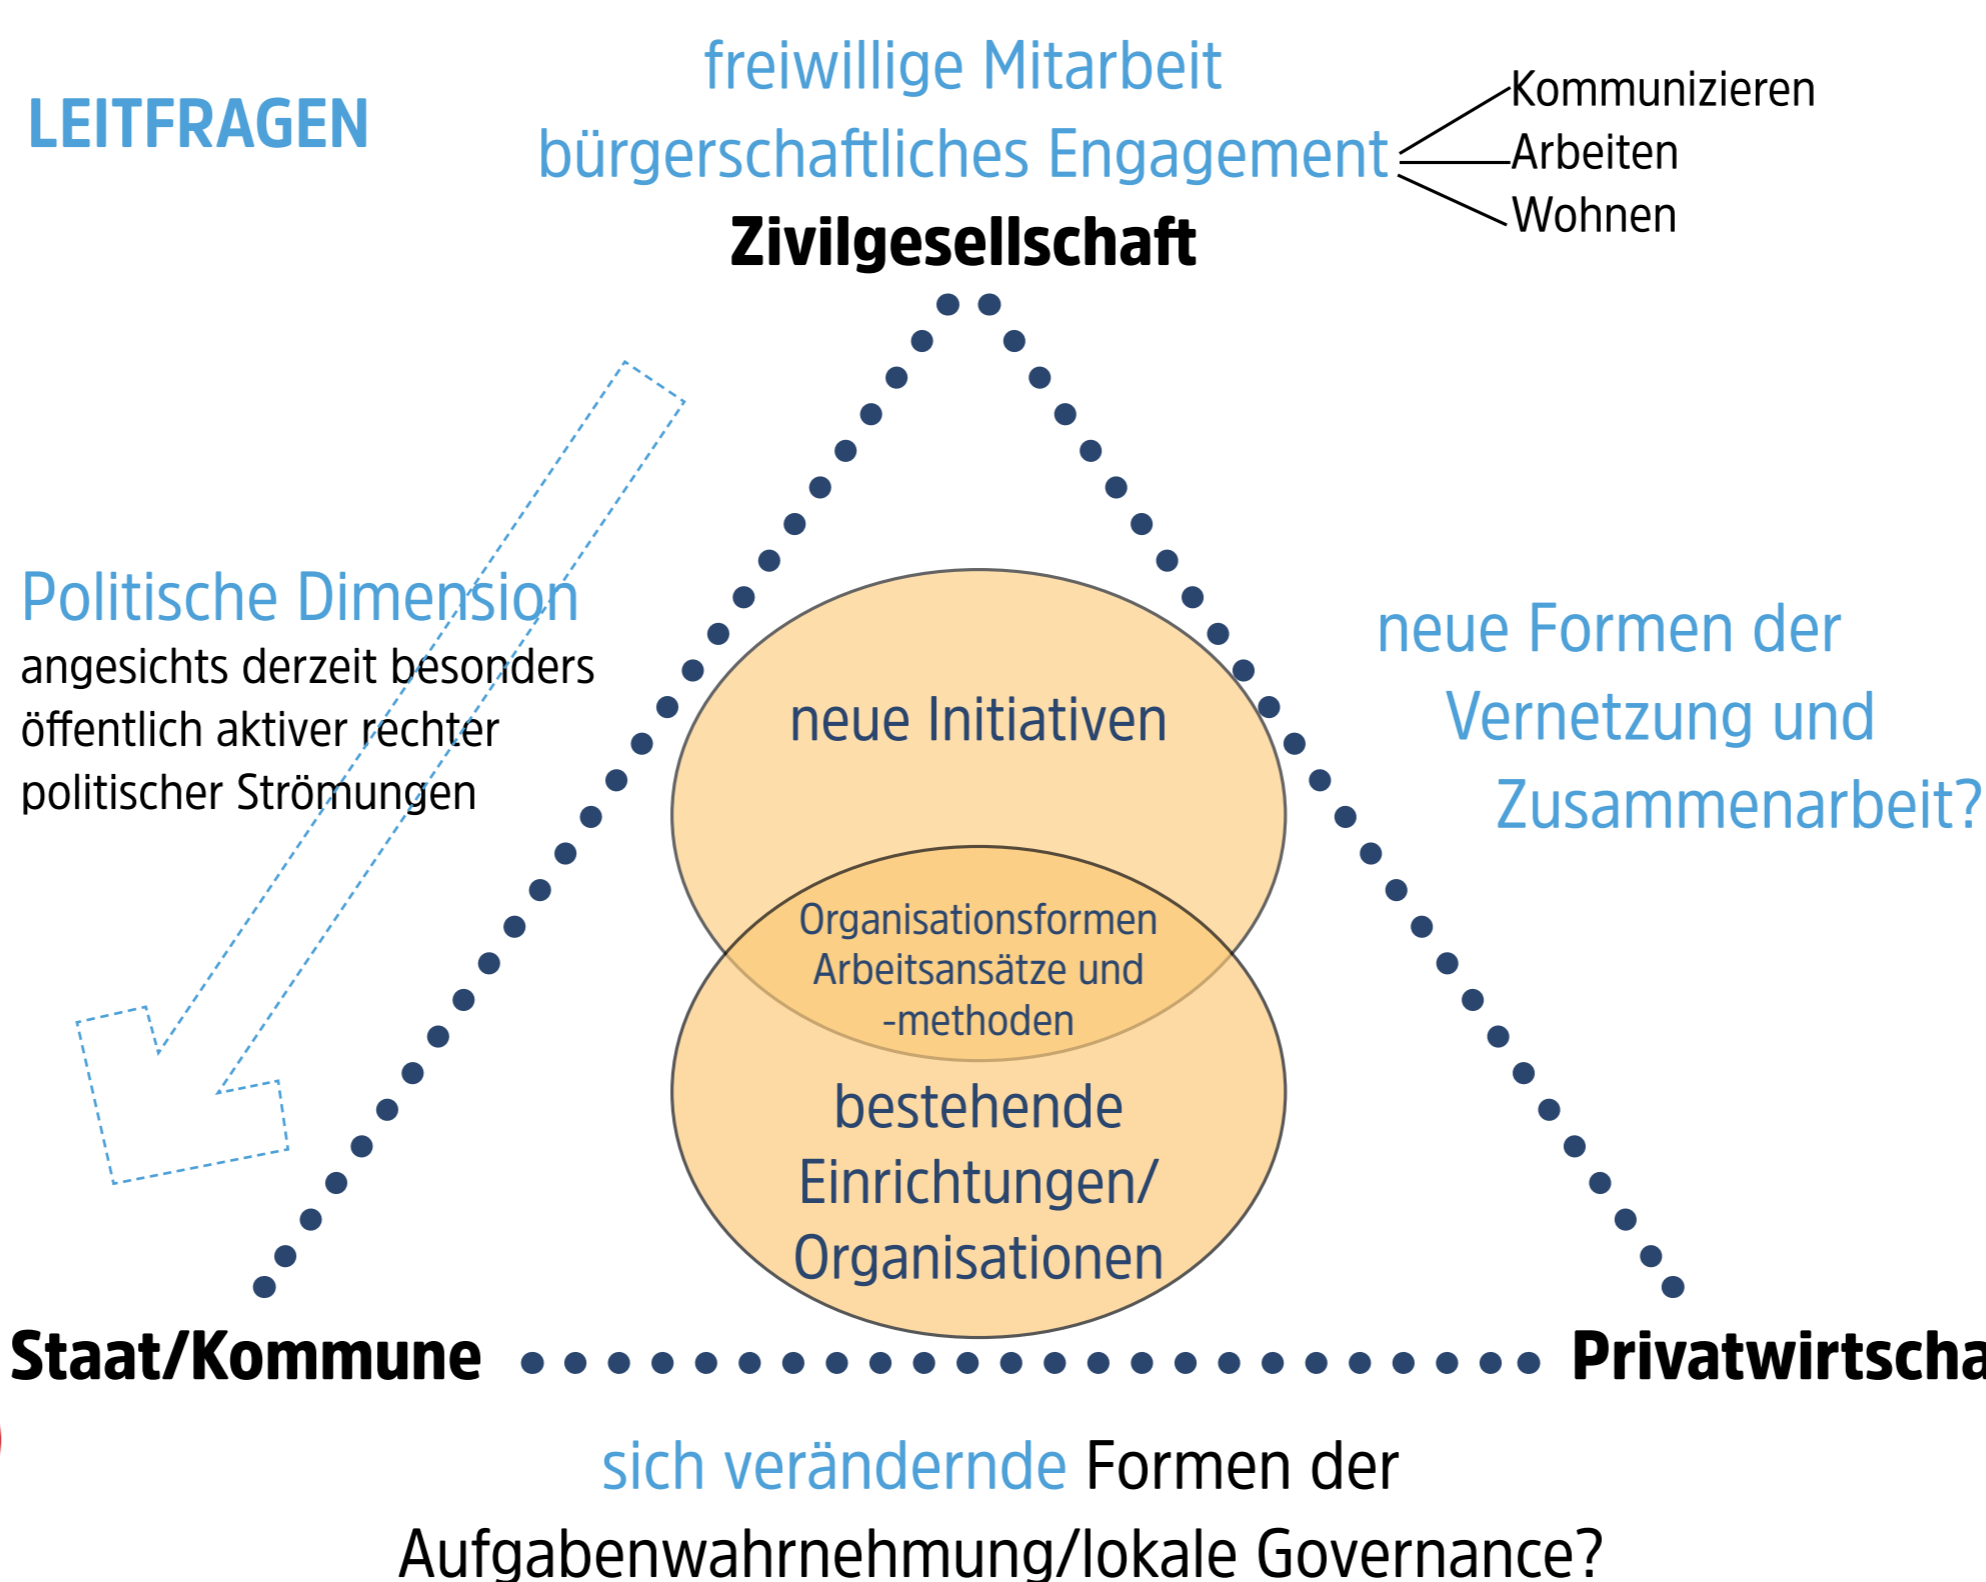 LEITFRAGEN
freiwillige Mitarbeit
bürgerschaftliches Engagement
Kommunizieren
Arbeiten
Wohnen
Zivilgesellschaft
Politische Dimension
angesichts derzeit besonders
öffentlich aktiver rechter
politischer Strömungen
neue Formen der
Vernetzung und
Zusammenarbeit?
neue Initiativen
Organisationsformen
Arbeitsansätze und
-methoden
bestehende
Einrichtungen/
Organisationen
Staat/Kommune
Privatwirtscha
sich verändernde Formen der
Aufgabenwahrnehmung/lokale Governance?